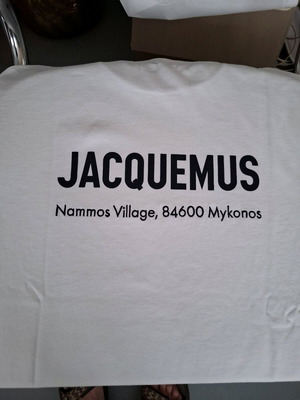 JACQUEMUS
Nammos Village, 84600 Mykonos